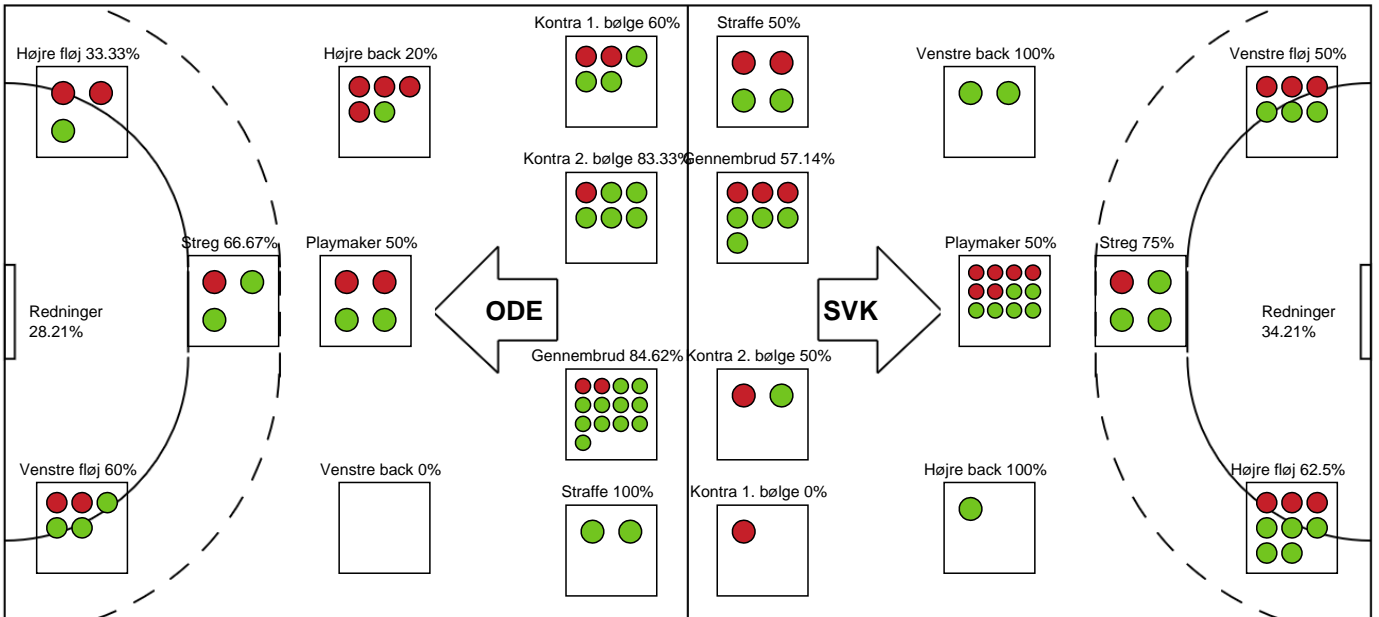 Kontra 1. bølge 60%
Straffe 50%
Højre fløj 33.33%
Højre back 20%
Venstre back 100%
Venstre fløj 50%
Kontra 2. bølge 83.33%
Gennembrud 57.14%
Streg 66.67%
Playmaker 50%
Playmaker 50%
Streg 75%
Redninger
28.21%
ODE
SVK
Redninger
34.21%
Gennembrud 84.62%
Kontra 2. bølge 50%
Venstre fløj 60%
Venstre back 0%
Højre back 100%
Højre fløj 62.5%
Straffe 100%
Kontra 1. bølge 0%